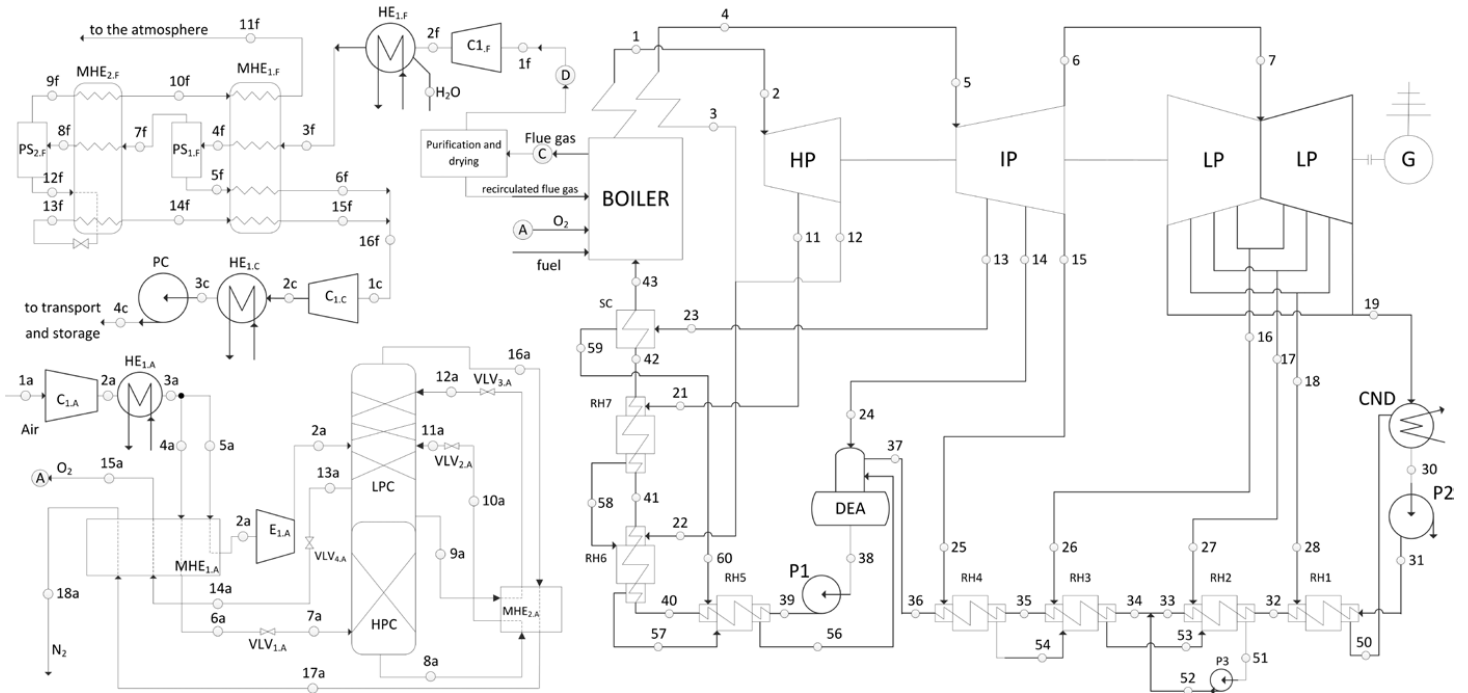 to the atmosphere
11f
HE1.F
2f
C1.F
1f
D
H₂O
MHE2.F
MHE1.F
9f
10f
8f
7f
4f
3f
PS2.F
PS1.F
12f
5f
6f
13f
14f
15f
16f
Purification and
drying
Flue gas
C
recirculated flue gas
A
O₂
fuel
BOILER
1
4
2
3
5
6
7
HP
IP
LP
LP
G
11
12
13
14
15
16
17
18
19
PC
3c
HE1.C
2c
C1.C
1c
to transport
and storage
4c
43
SC
23
59
42
RH7
21
58
41
RH6
22
60
RH5
40
39
P1
57
56
24
37
DEA
38
CND
30
P2
31
25
26
27
28
RH4
RH3
RH2
RH1
36
35
34
33
32
54
53
51
50
52
P3
1a
C1.A
2a
HE1.A
3a
Air
4a
5a
A
O₂
15a
2a
E1.A
2a
13a
VLV4.A
MHE1.A
14a
18a
6a
7a
VLV1.A
N₂
17a
8a
16a
12a
VLV3.A
11a
VLV2.A
10a
LPC
9a
HPC
MHE2.A